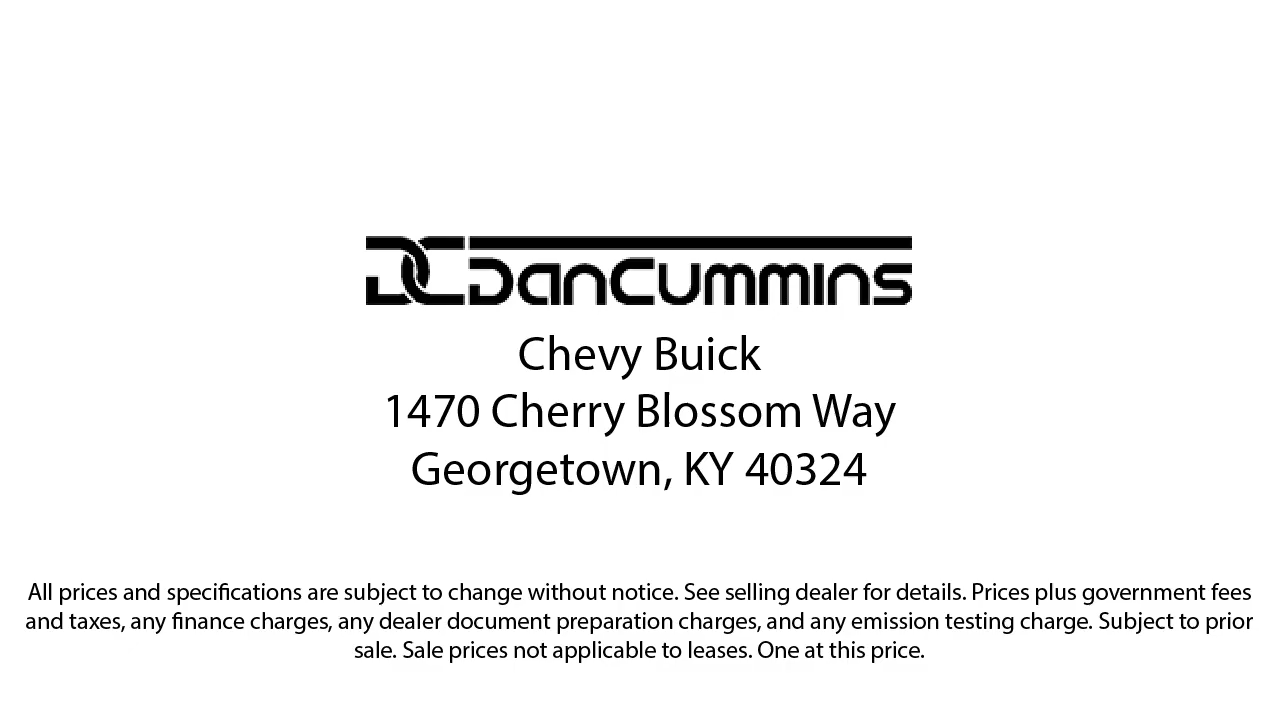 DC DanCummins
Chevy Buick
1470 Cherry Blossom Way
Georgetown, KY 40324
All prices and specifications are subject to change without notice. See selling dealer for details. Prices plus government fees
and taxes, any finance charges, any dealer document preparation charges, and any emission testing charge. Subject to prior
sale. Sale prices not applicable to leases. One at this price.